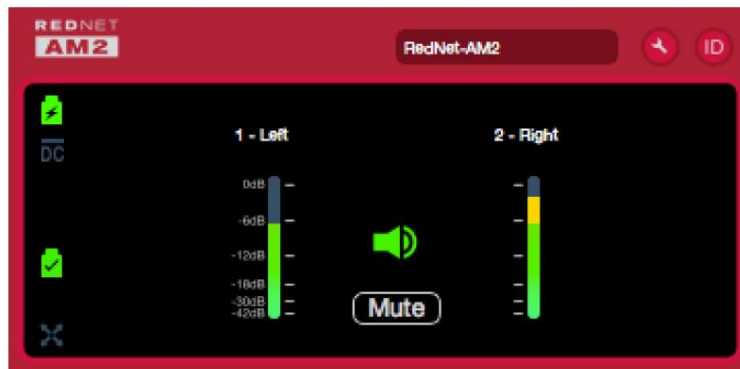 REDNET
AM2
RedNet-AM2
ID
DC
1 - Left
2 - Right
0dB
-6dB
-12dB
-18dB
-30dB
-42dB
Mute